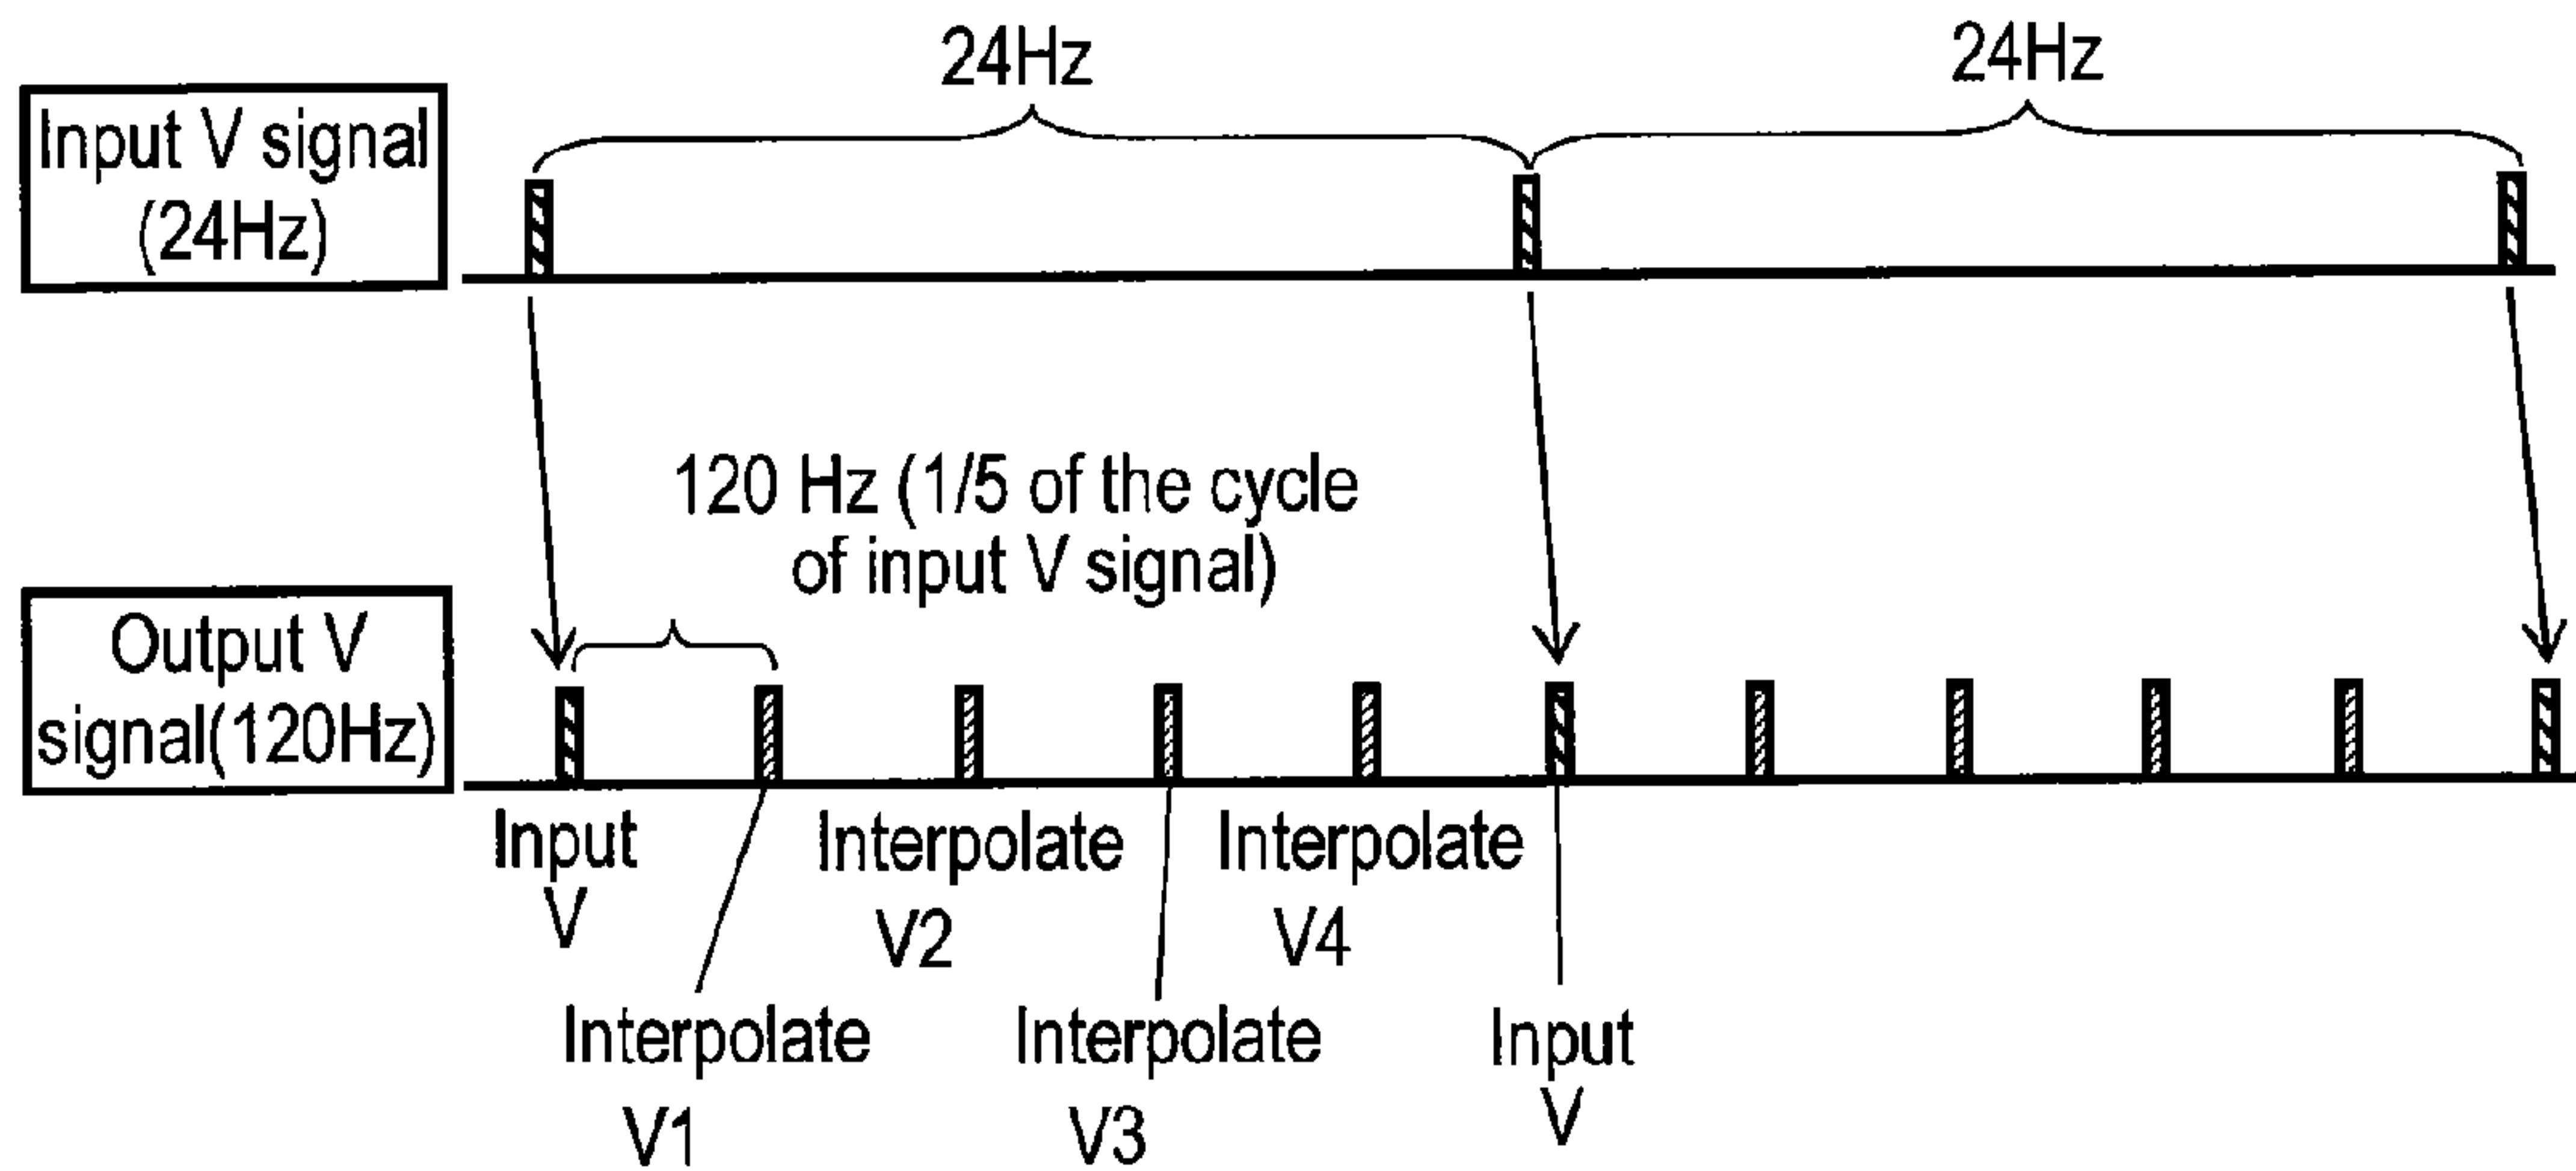 24Hz
24Hz
Input V signal
(24Hz)
120 Hz (1/5 of the cycle
of input V signal)
Output V
signal(120Hz)
Input
V
Interpolate
V2
Interpolate
V4
Interpolate
V1
Interpolate
V3
Input
V